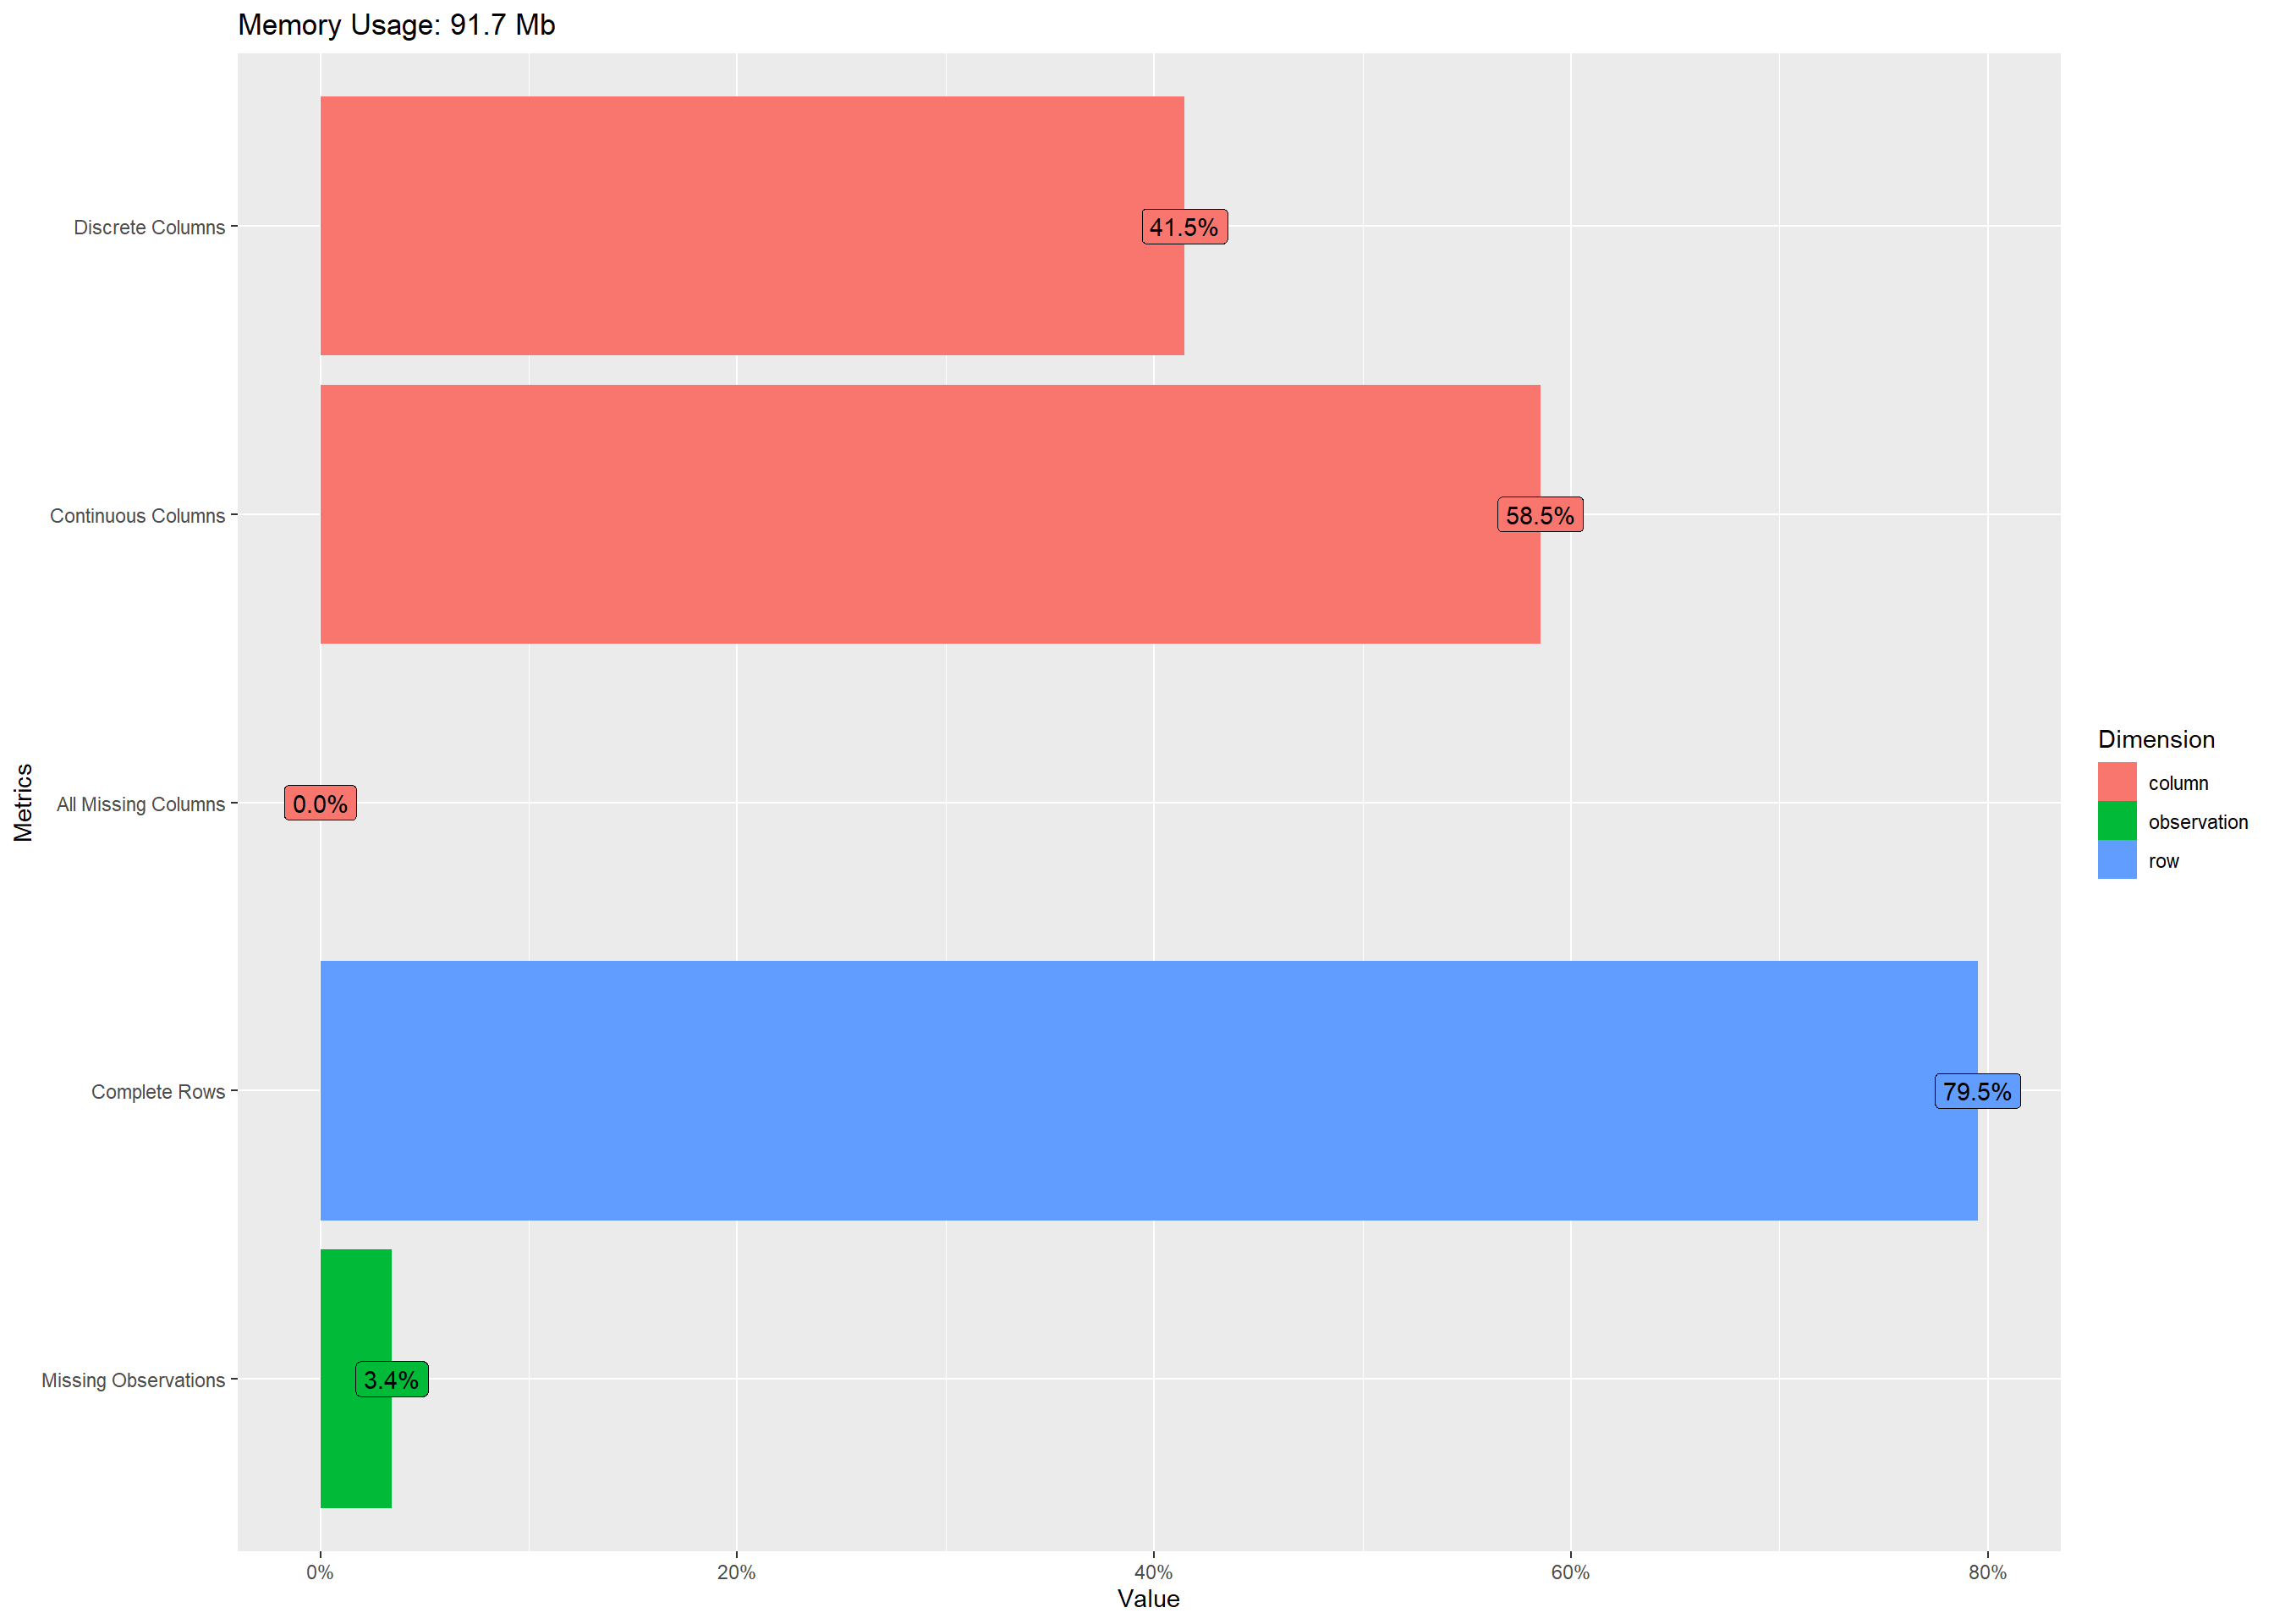 Memory Usage: 91.7 Mb
Discrete Columns
41.5%
Continuous Columns
58.5%
All Missing Columns
0.0%
Complete Rows
79.5%
Missing Observations
3.4%
Metrics
0%
20%
40%
60%
80%
Value
Dimension
column
observation
row